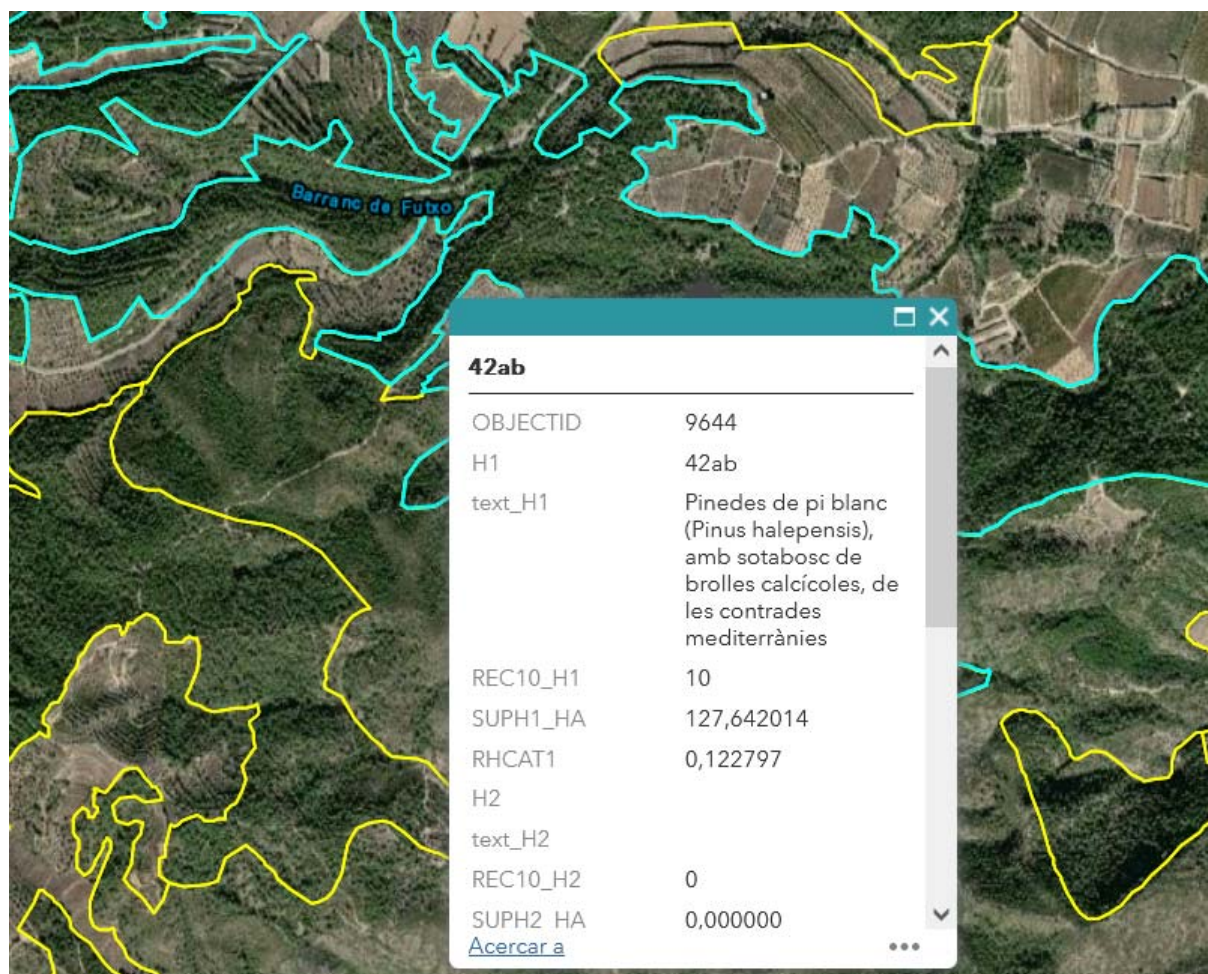 Barranc de Futxo
42ab
OBJECTID 9644
H1 42ab
text_H1 Pinedes de pi blanc
(Pinus halepensis),
amb sotabosc de
brolles calcícoles, de
les contrades
mediterrànies
REC10_H1 10
SUPH1_HA 127,642014
RHCAT1 0,122797
H2
text_H2
REC10_H2 0
SUPH2_HA 0,000000
Acercar a